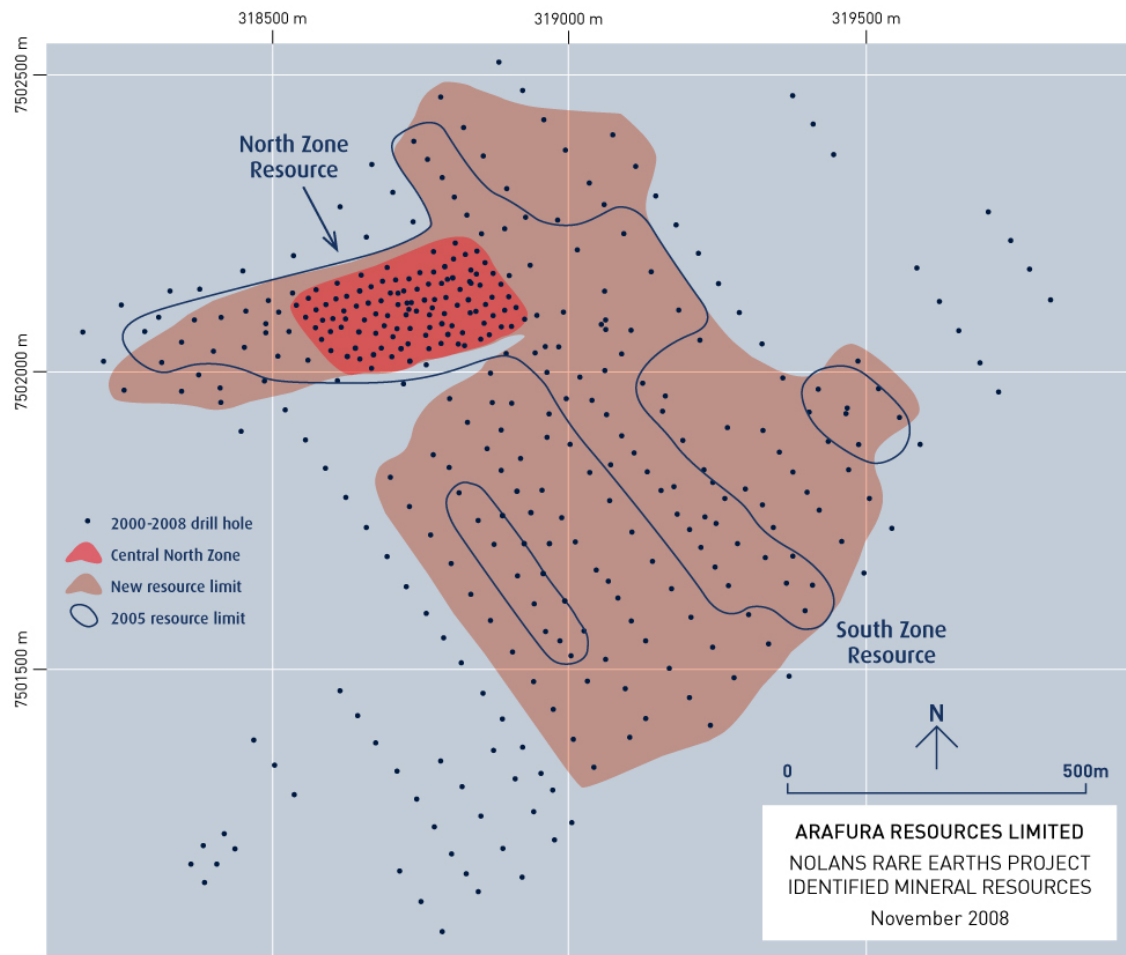 318500 m
319000 m
319500 m
7502500 m
North Zone
Resource
7502000 m
2000-2008 drill hole
Central North Zone
New resource limit
2005 resource limit
South Zone
Resource
7501500 m
N
0
500m
ARAFURA RESOURCES LIMITED
NOLANS RARE EARTHS PROJECT
IDENTIFIED MINERAL RESOURCES
November 2008